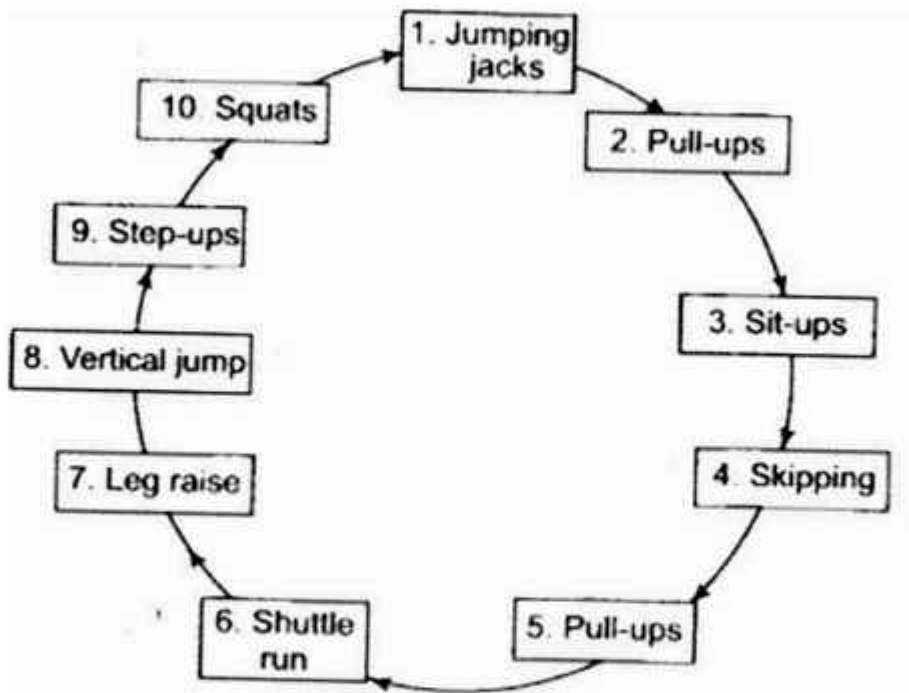 1. Jumping
jacks
2. Pull-ups
3. Sit-ups
4. Skipping
5. Pull-ups
6. Shuttle
run
7. Leg raise
8. Vertical jump
9. Step-ups
10. Squats